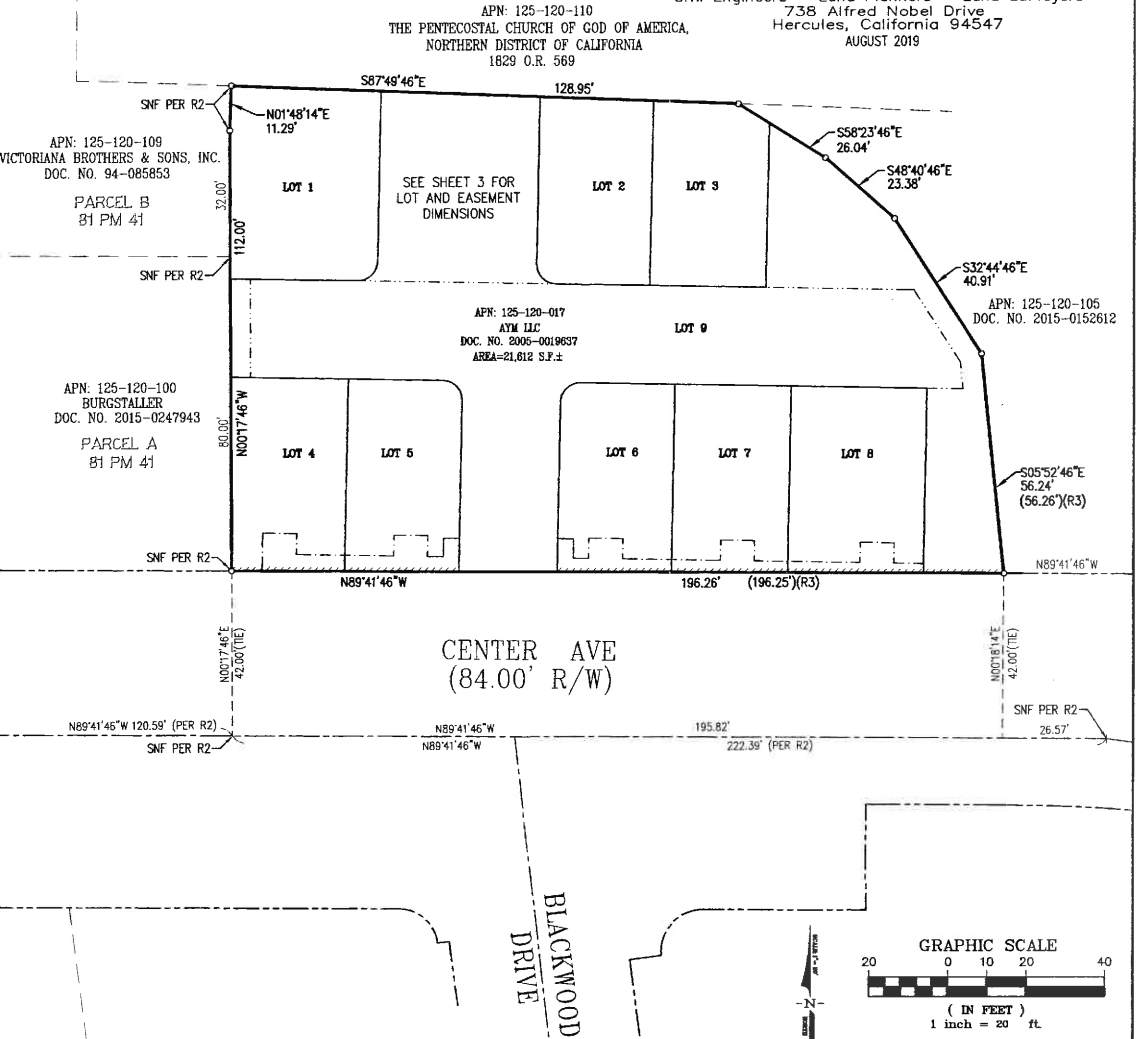 APN: 125-120-110
THE PENTECOSTAL CHURCH OF GOD OF AMERICA,
NORTHERN DISTRICT OF CALIFORNIA
1829 O.R. 569
738 Alfred Nobel Drive
Hercules, California 94547
AUGUST 2019
S87°49'46"E
128.95'
SNF PER R2
N01°48'14"E
11.29'
S58°23'46"E
26.04'
S48°40'46"E
23.38'
APN: 125-120-109
VICTORIANA BROTHERS & SONS, INC.
DOC. NO. 94-085853
PARCEL B
81 PM 41
32.00'
112.00'
LOT 1
SEE SHEET 3 FOR
LOT AND EASEMENT
DIMENSIONS
LOT 2
LOT 3
SNF PER R2
S32°44'46"E
40.91'
APN: 125-120-105
DOC. NO. 2015-0152612
APN: 125-120-017
AYM LLC
DOC. NO. 2005-0019637
AREA=21,612 S.F.±
LOT 9
APN: 125-120-100
BURGSTALLER
DOC. NO. 2015-0247943
PARCEL A
81 PM 41
80.00'
N00°17'46"W
LOT 4
LOT 5
LOT 6
LOT 7
LOT 8
S05°52'46"E
56.24'
(56.26')(R3)
SNF PER R2
N89°41'46"W
196.26'
(196.25')(R3)
N89°41'46"W
N00°17'46"E
42.00'(TIE)
CENTER AVE
(84.00' R/W)
N00°18'14"E
42.00'(TIE)
N89°41'46"W 120.59' (PER R2)
SNF PER R2
N89°41'46"W
195.82'
N89°41'46"W
222.39' (PER R2)
SNF PER R2
26.57'
BLACKWOOD
DRIVE
-N-
GRAPHIC SCALE
20 0 10 20 40
( IN FEET )
1 inch = 20 ft.